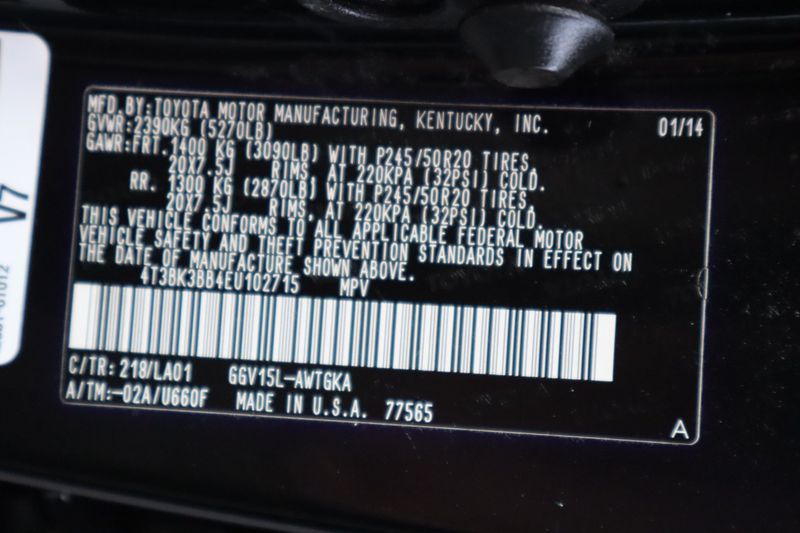 MFD.BY:TOYOTA MOTOR MANUFACTURING, KENTUCKY, INC. 01/14
GVWR:2390KG (5270LB)
GAWR:FRT.1400 KG (3090LB) WITH P245/50R20 TIRES,
20X7.5J RIMS, AT 220KPA (32PSI) COLD.
RR. 1300 KG (2870LB) WITH P245/50R20 TIRES,
20X7.5J RIMS, AT 220KPA (32PSI) COLD.
THIS VEHICLE CONFORMS TO ALL APPLICABLE FEDERAL MOTOR
VEHICLE SAFETY AND THEFT PREVENTION STANDARDS IN EFFECT ON
THE DATE OF MANUFACTURE SHOWN ABOVE.
4T3BK3BB4EU102715 MPV
C/TR:218/LA01 GGV15L-AWTGKA
A/TM:-02A/U660F MADE IN U.S.A. 77565
A
V7